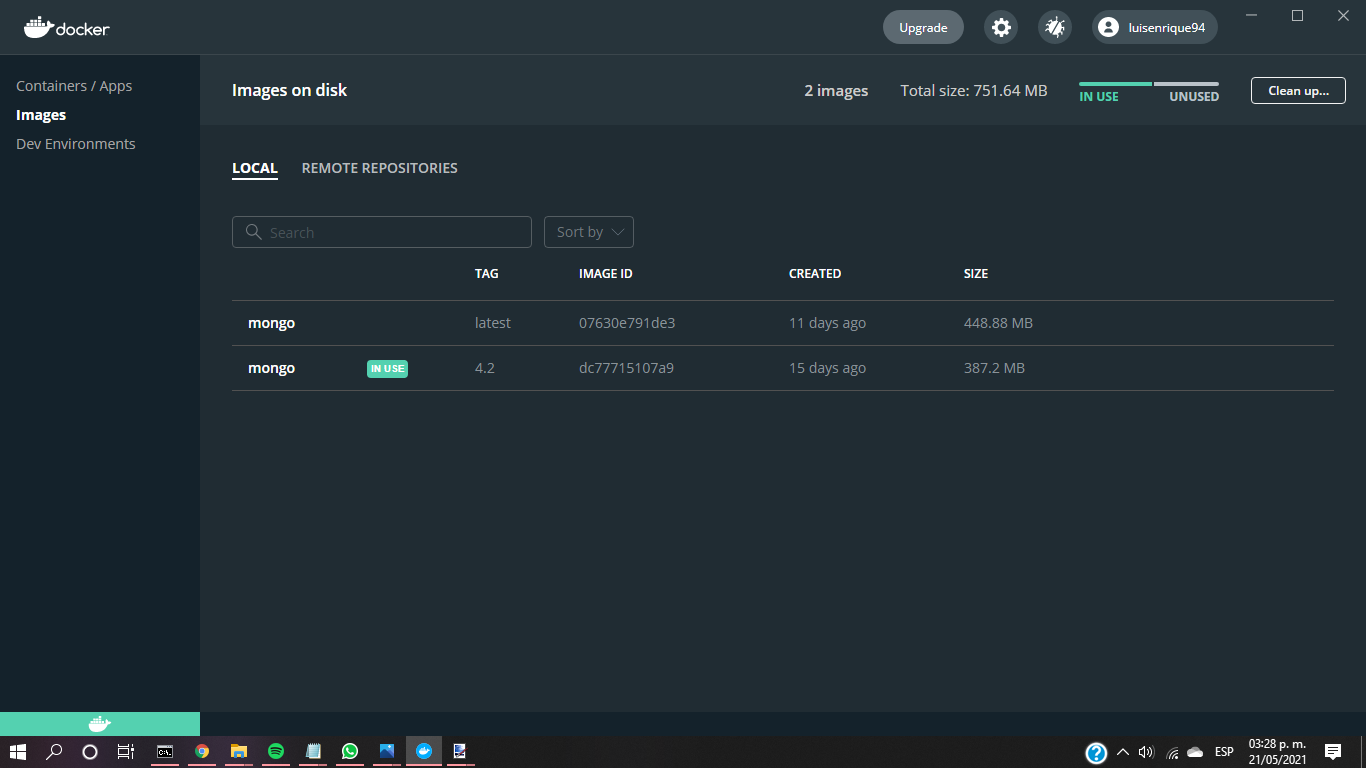 docker
Upgrade
luisenrique94
Containers / Apps
Images
Dev Environments
Images on disk
2 images
Total size: 751.64 MB
IN USE
UNUSED
Clean up...
LOCAL
REMOTE REPOSITORIES
Search
Sort by
TAG IMAGE ID CREATED SIZE
mongo latest 07630e791de3 11 days ago 448.88 MB
mongo IN USE 4.2 dc77715107a9 15 days ago 387.2 MB
ESP
03:28 p. m.
21/05/2021